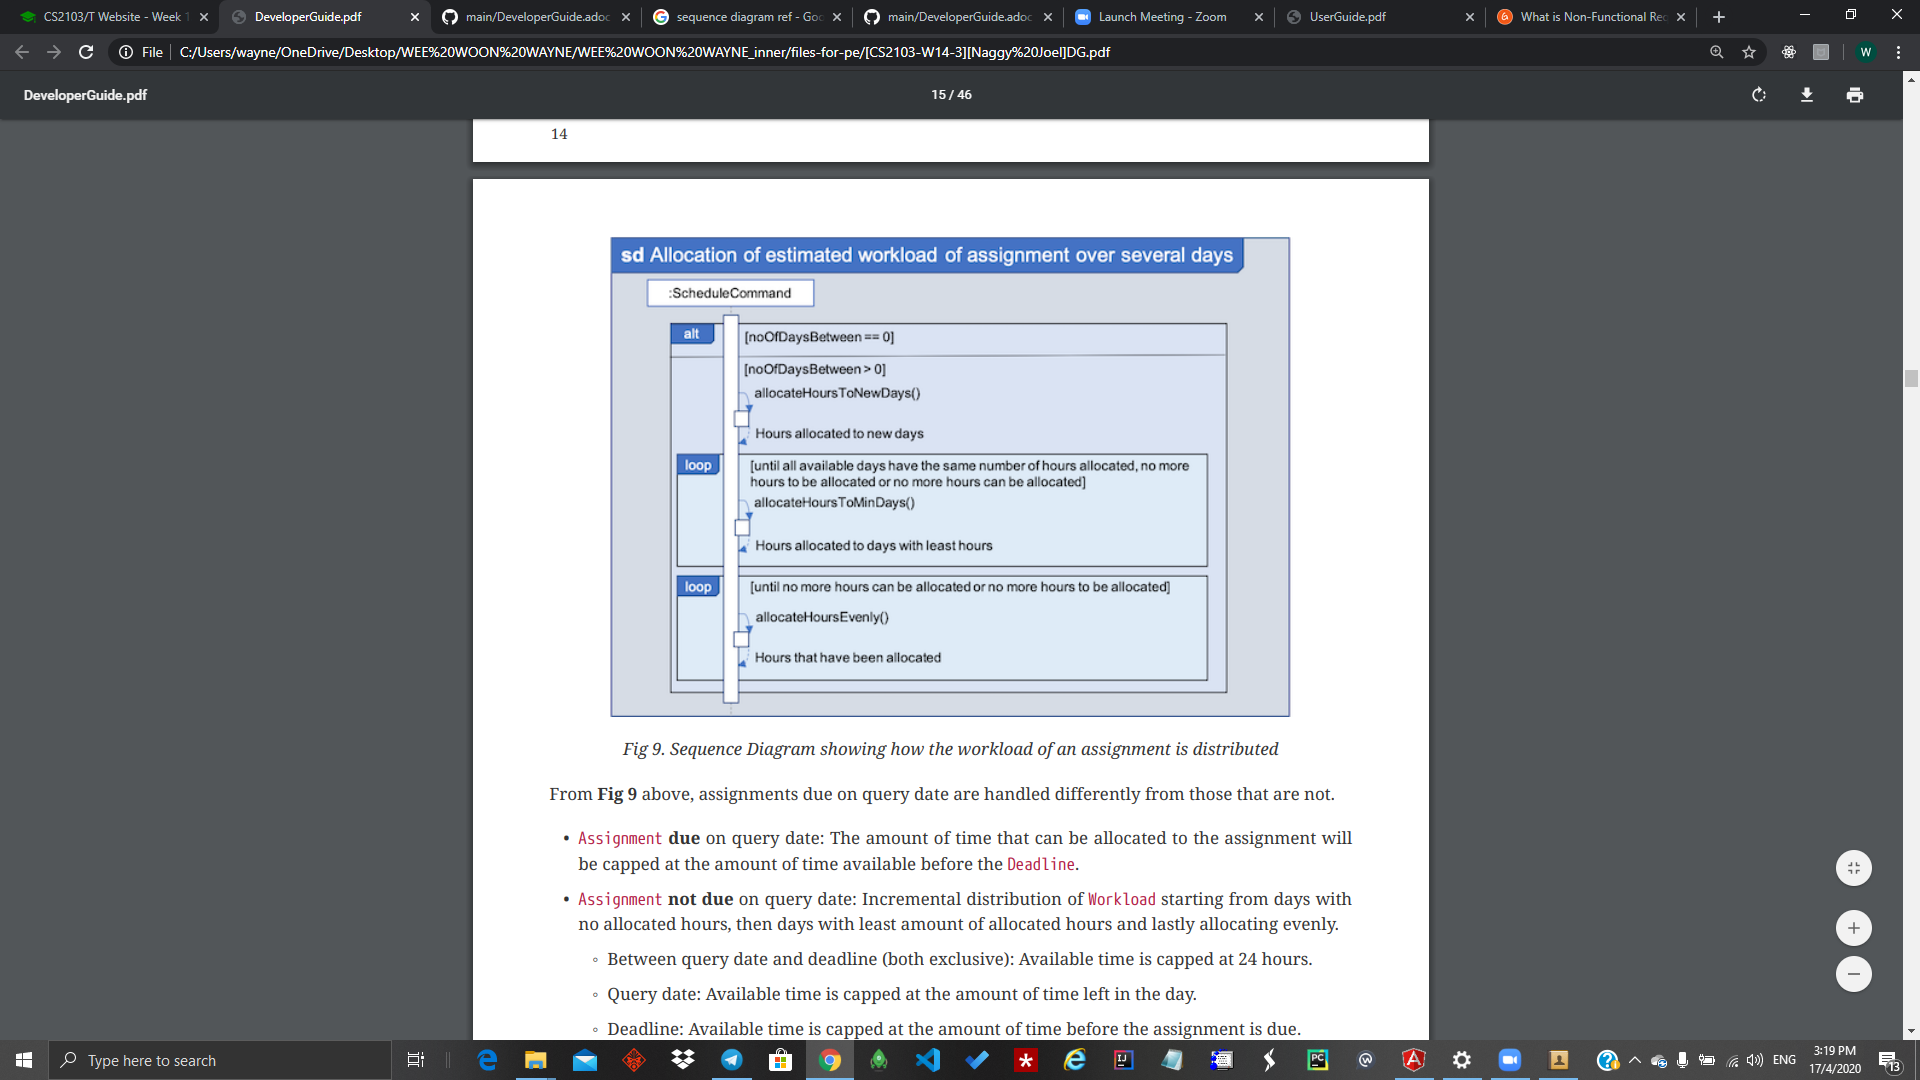 CS2103/T Website - Week 1
DeveloperGuide.pdf
main/DeveloperGuide.adoc
sequence diagram ref - Goo
main/DeveloperGuide.adoc
Launch Meeting - Zoom
UserGuide.pdf
What is Non-Functional Req
File
C:/Users/wayne/OneDrive/Desktop/WEE%20WOON%20WAYNE/WEE%20WOON%20WAYNE_inner/files-for-pe/[CS2103-W14-3][Naggy%20Joel]DG.pdf
W
DeveloperGuide.pdf
15 / 46
14
sd Allocation of estimated workload of assignment over several days
:ScheduleCommand
alt
[noOfDaysBetween == 0]
[noOfDaysBetween > 0]
allocateHoursToNewDays()
Hours allocated to new days
loop
[until all available days have the same number of hours allocated, no more
hours to be allocated or no more hours can be allocated]
allocateHoursToMinDays()
Hours allocated to days with least hours
loop
[until no more hours can be allocated or no more hours to be allocated]
allocateHoursEvenly()
Hours that have been allocated
Fig 9. Sequence Diagram showing how the workload of an assignment is distributed
From Fig 9 above, assignments due on query date are handled differently from those that are not.
• Assignment due on query date: The amount of time that can be allocated to the assignment will
be capped at the amount of time available before the Deadline.
• Assignment not due on query date: Incremental distribution of Workload starting from days with
no allocated hours, then days with least amount of allocated hours and lastly allocating evenly.
◦ Between query date and deadline (both exclusive): Available time is capped at 24 hours.
◦ Query date: Available time is capped at the amount of time left in the day.
◦ Deadline: Available time is capped at the amount of time before the assignment is due.
Type here to search
ENG
3:19 PM
17/4/2020
13